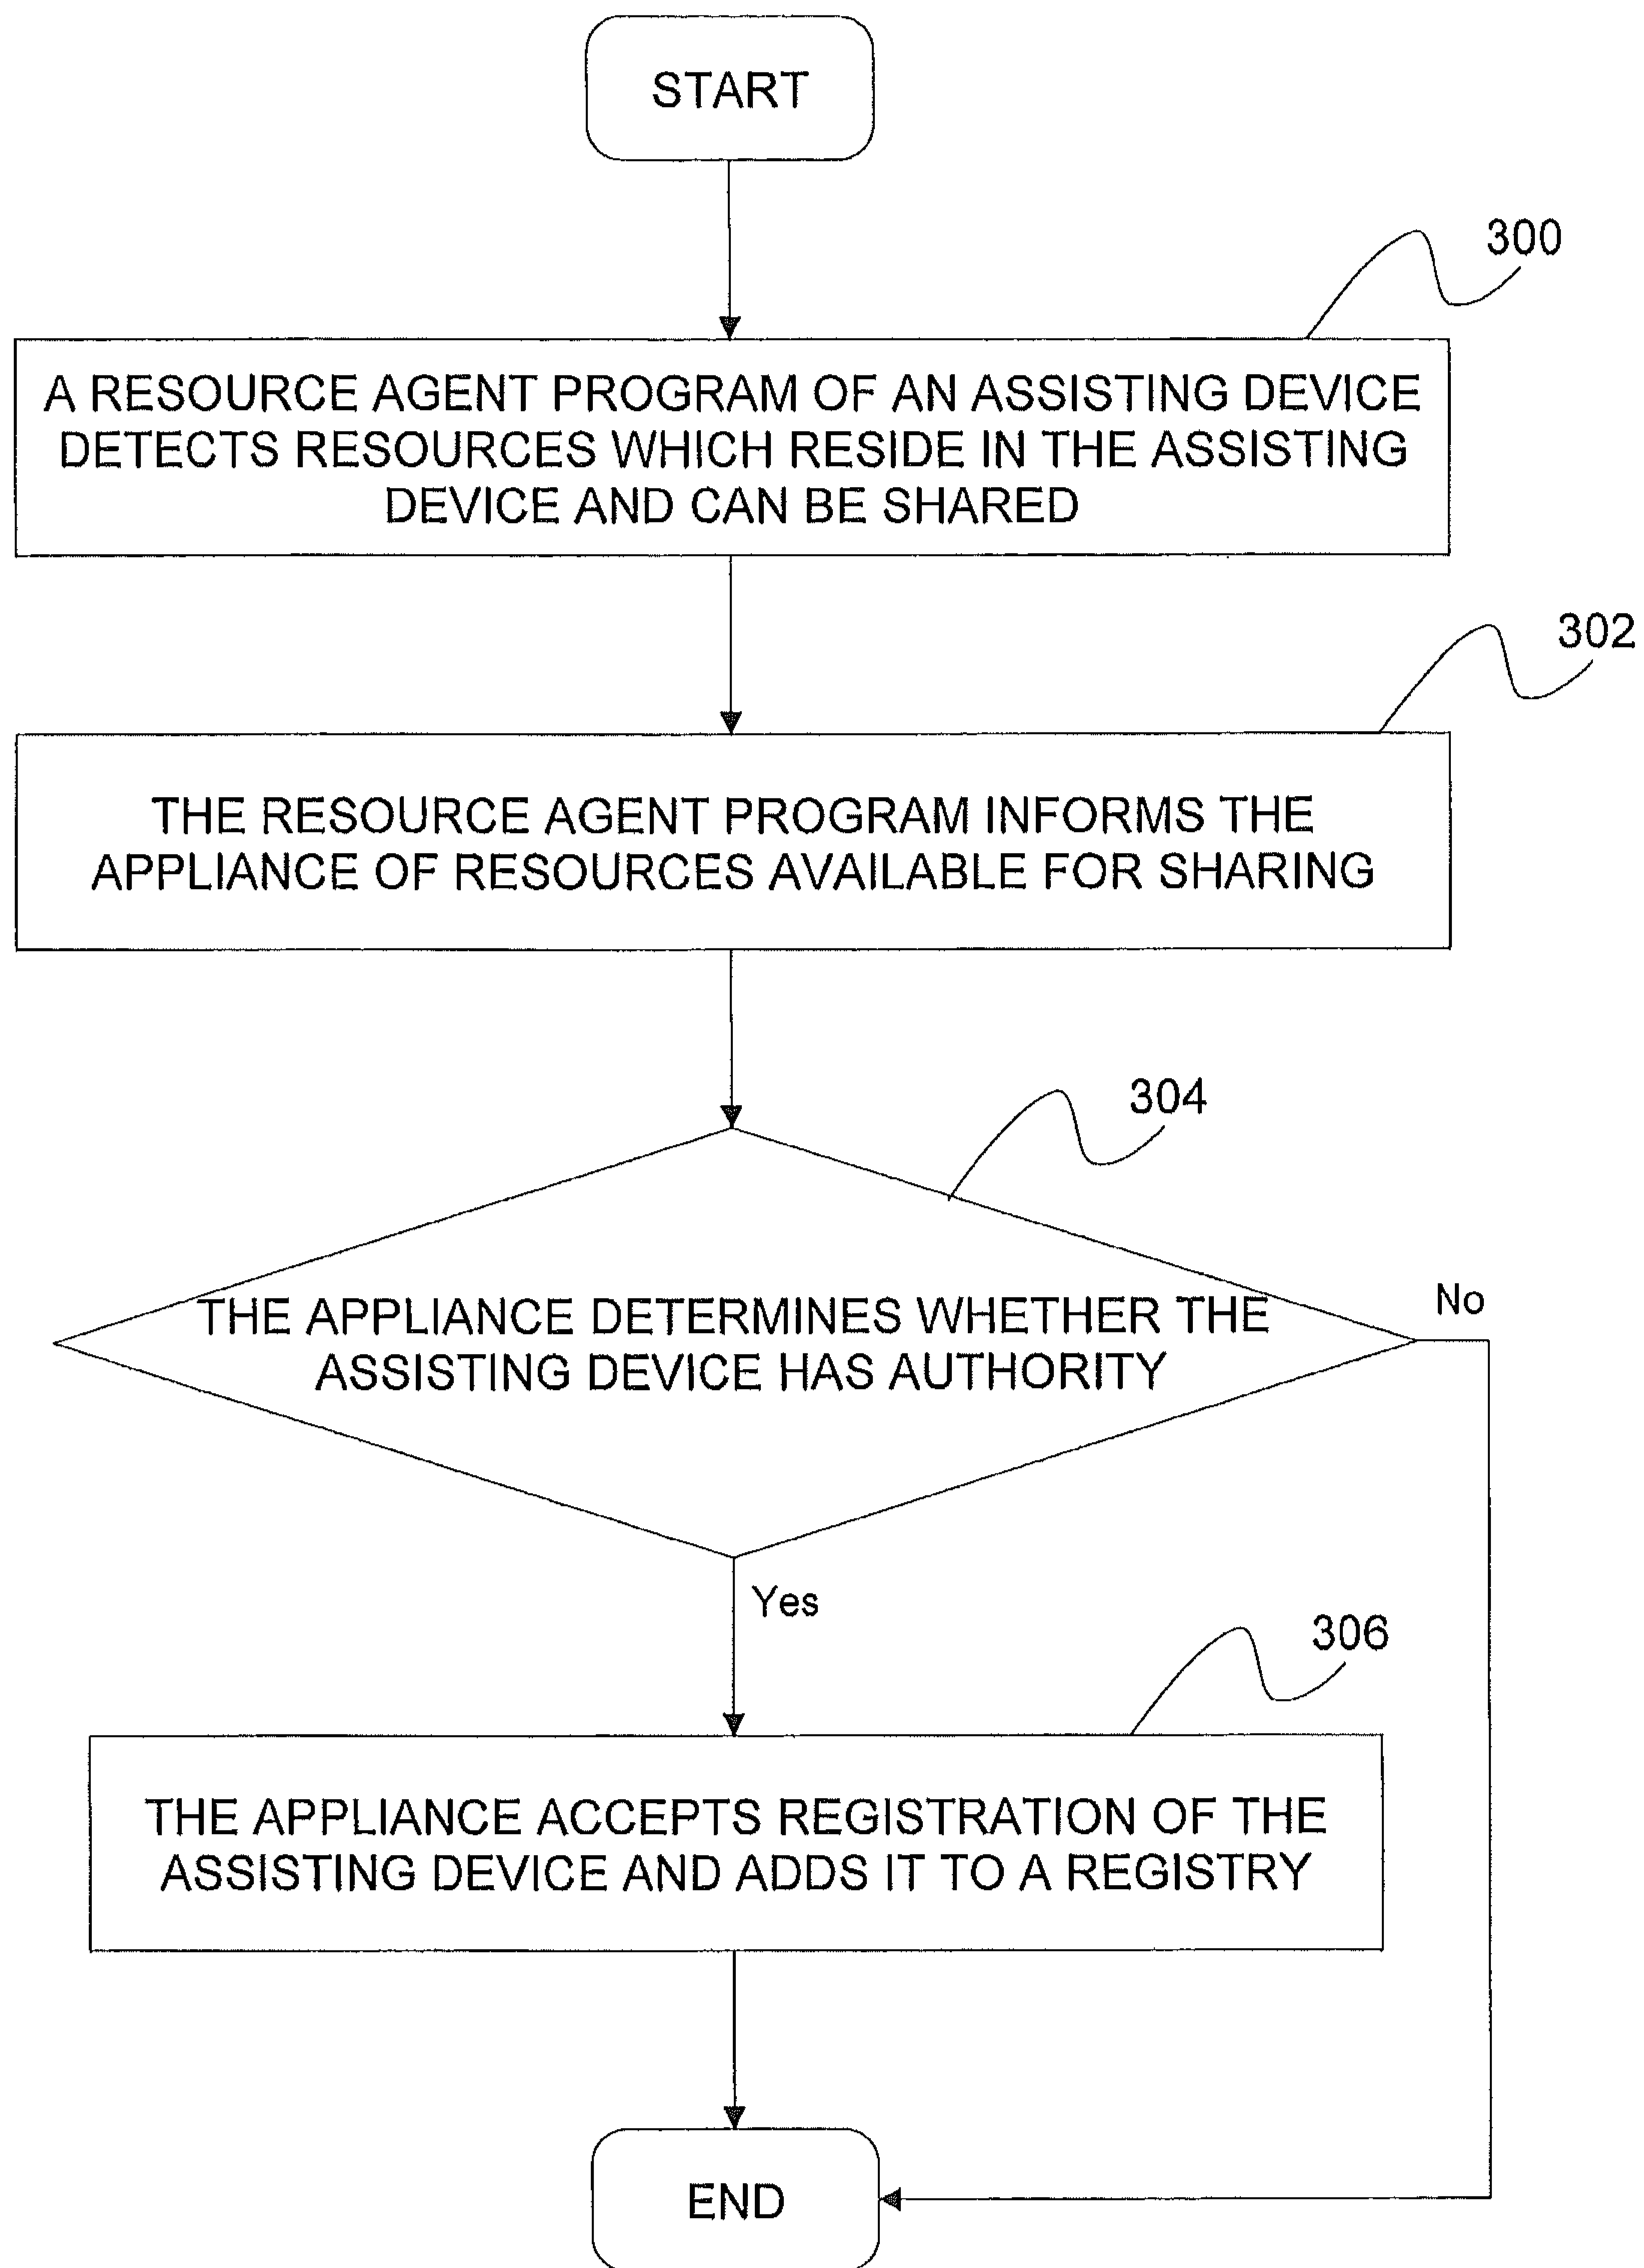 START
300
A RESOURCE AGENT PROGRAM OF AN ASSISTING DEVICE
DETECTS RESOURCES WHICH RESIDE IN THE ASSISTING
DEVICE AND CAN BE SHARED
302
THE RESOURCE AGENT PROGRAM INFORMS THE
APPLIANCE OF RESOURCES AVAILABLE FOR SHARING
304
THE APPLIANCE DETERMINES WHETHER THE
ASSISTING DEVICE HAS AUTHORITY
No
Yes
306
THE APPLIANCE ACCEPTS REGISTRATION OF THE
ASSISTING DEVICE AND ADDS IT TO A REGISTRY
END